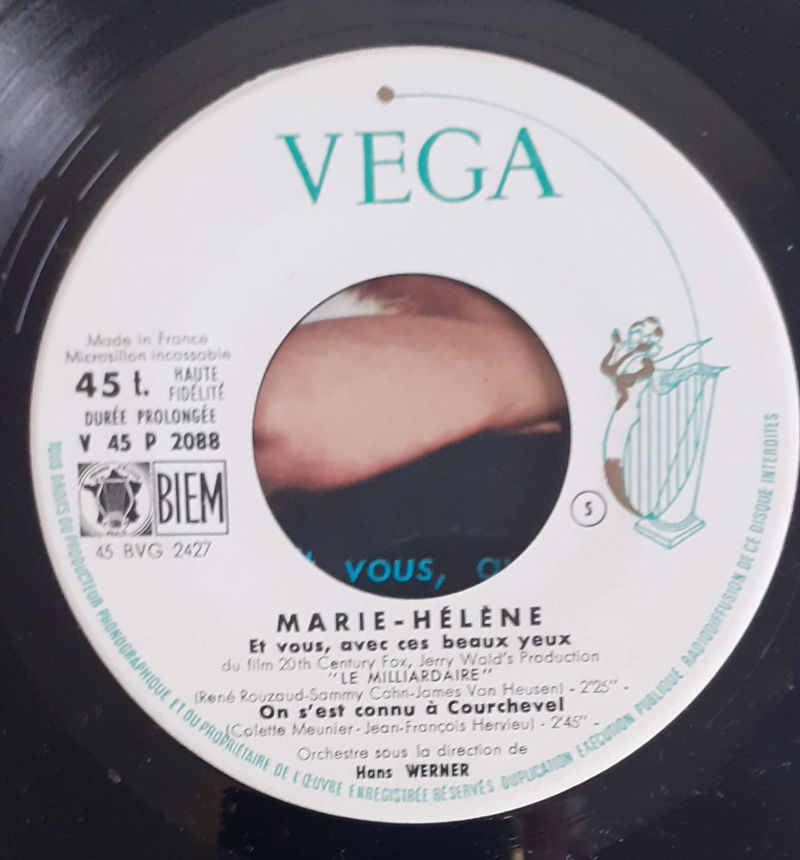 VEGA
Made in France
Microsillon incassable
45 t. HAUTE FIDÉLITÉ
DURÉE PROLONGÉE
V 45 P 2088
BIEM
45 BVG 2427
S
VOUS,
MARIE-HÉLÈNE
Et vous, avec ces beaux yeux
du film 20th Century Fox, Jerry Wald's Production
"LE MILLIARDAIRE"
(René Rouzaud-Sammy Cahn-James Van Heusen) - 2'25" -
On s'est connu à Courchevel
(Colette Meunier-Jean-François Hervieu) - 2'45" -
Orchestre sous la direction de
Hans WERNER
TOUS DROITS DU PRODUCTEUR PHONOGRAPHIQUE ET DU PROPRIÉTAIRE DE L'ŒUVRE ENREGISTRÉE RÉSERVÉS DUPLICATION EXÉCUTION PUBLIQUE RADIODIFFUSION DE CE DISQUE INTERDITES